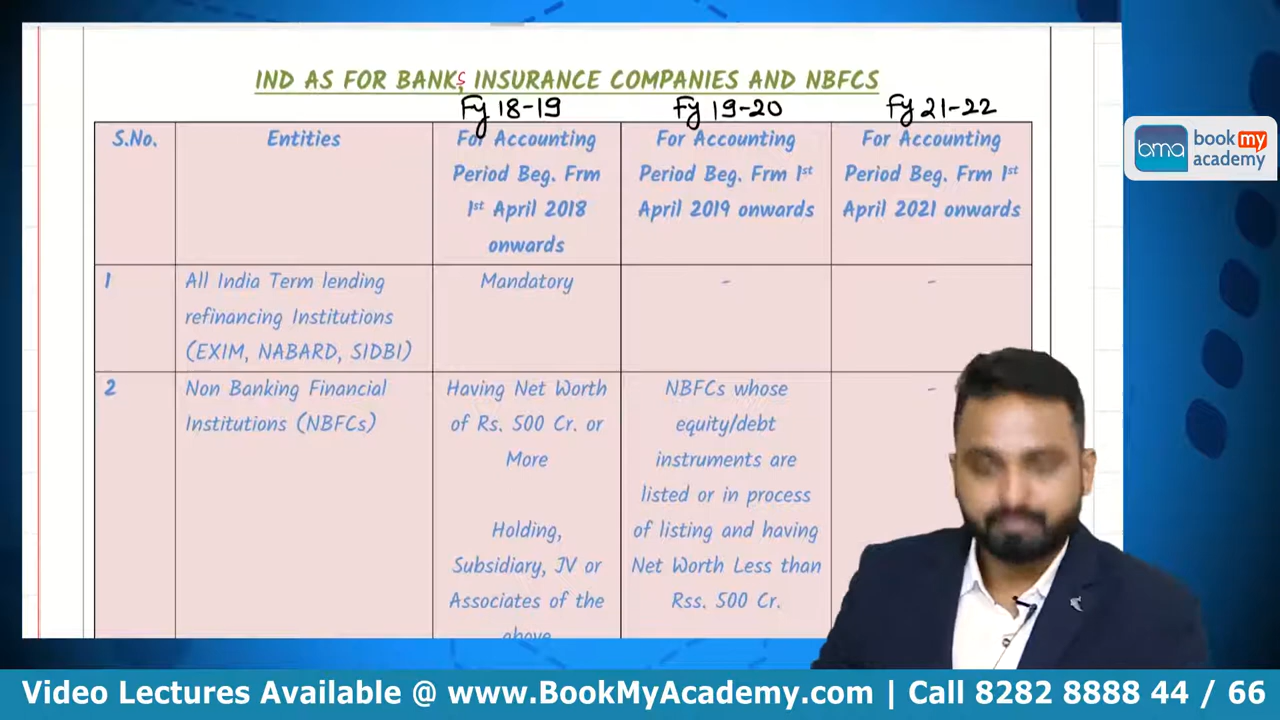 IND AS FOR BANKS, INSURANCE COMPANIES AND NBFCS
Fy 18-19 Fy 19-20 Fy 21-22
S.No.
Entities
For Accounting
Period Beg. Frm
1st April 2018
onwards
For Accounting
Period Beg. Frm 1st
April 2019 onwards
For Accounting
Period Beg. Frm 1st
April 2021 onwards
1
All India Term lending
refinancing Institutions
(EXIM, NABARD, SIDBI)
Mandatory
-
-
2
Non Banking Financial
Institutions (NBFCs)
Having Net Worth
of Rs. 500 Cr. or
More
Holding,
Subsidiary, JV or
Associates of the
above
NBFCs whose
equity/debt
instruments are
listed or in process
of listing and having
Net Worth Less than
Rss. 500 Cr.
-
bma
book my
academy
Video Lectures Available @ www.BookMyAcademy.com | Call 8282 8888 44 / 66